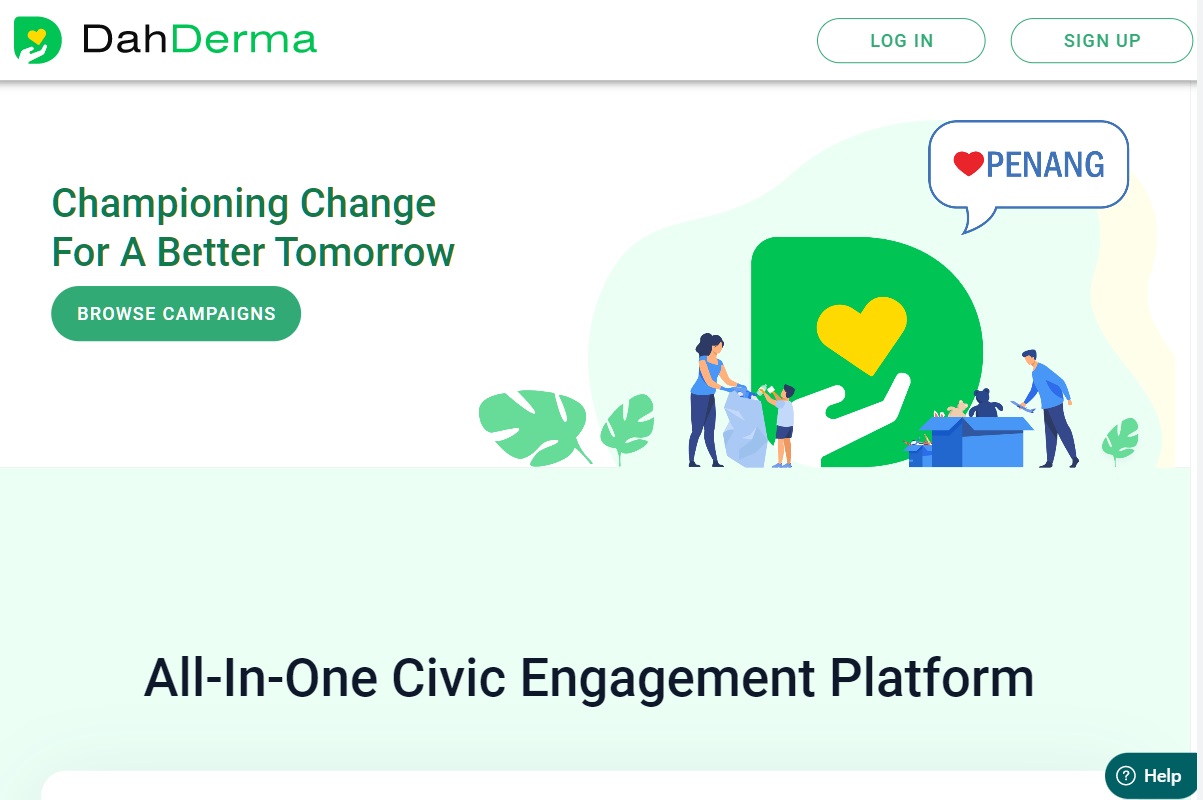 DahDerma
LOG IN
SIGN UP
PENANG
Championing Change
For A Better Tomorrow
BROWSE CAMPAIGNS
All-In-One Civic Engagement Platform
Help